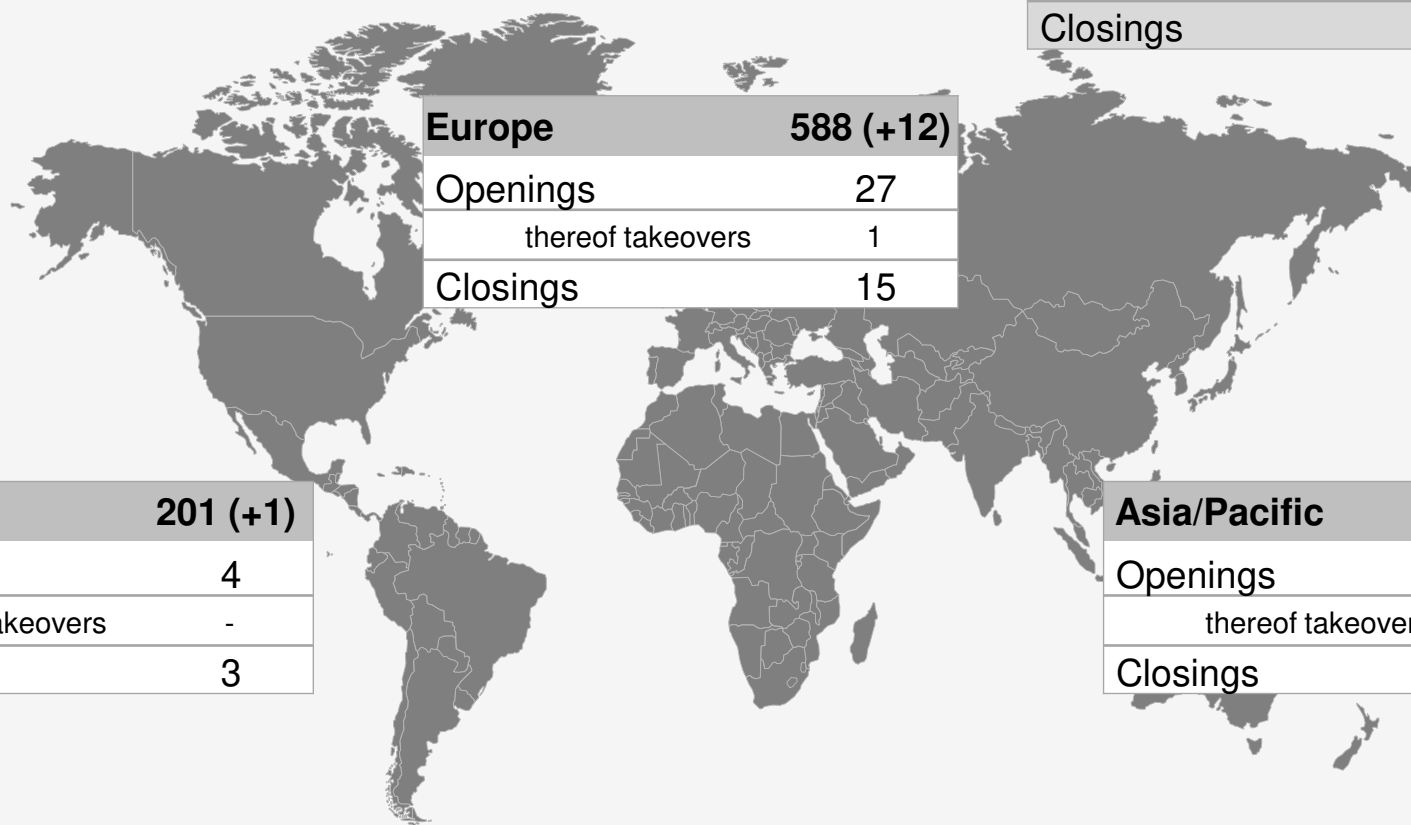 Closings
Europe 588 (+12)
Openings 27
thereof takeovers 1
Closings 15
201 (+1)
4
takeovers -
3
Asia/Pacific
Openings
thereof takeover
Closings